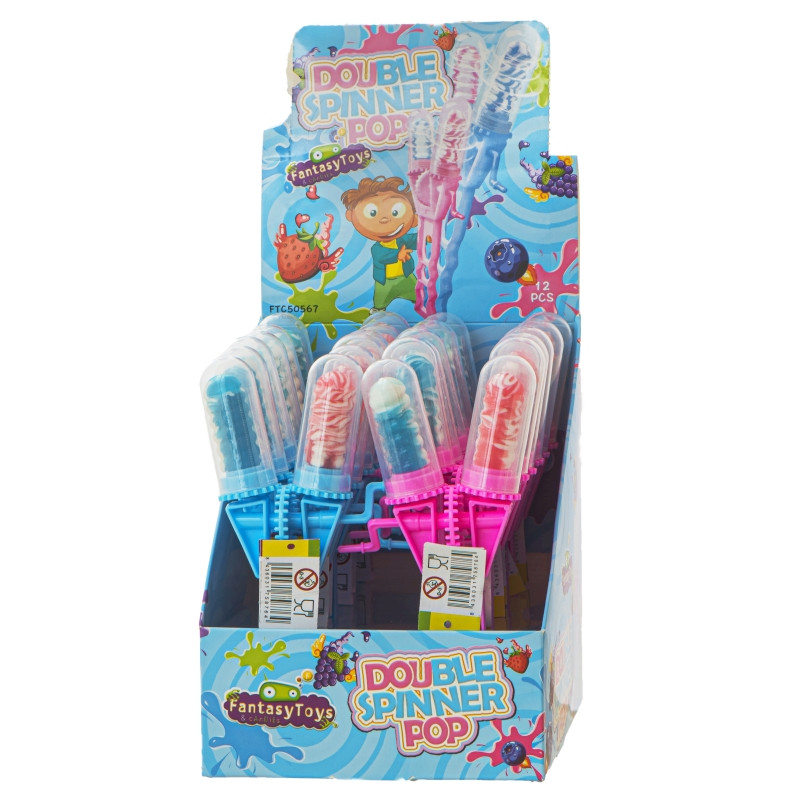 DOUBLE
SPINNER
POP
FantasyToys
12
PCS
FTC50567
DOUBLE
SPINNER
POP
FantasyToys
& CANDIES